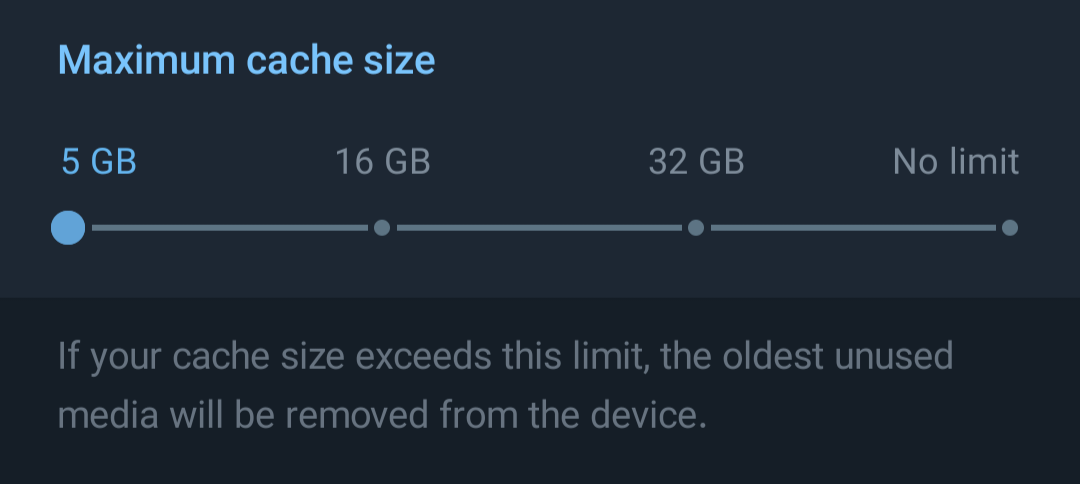 Maximum cache size
5 GB 16 GB 32 GB No limit
If your cache size exceeds this limit, the oldest unused
media will be removed from the device.